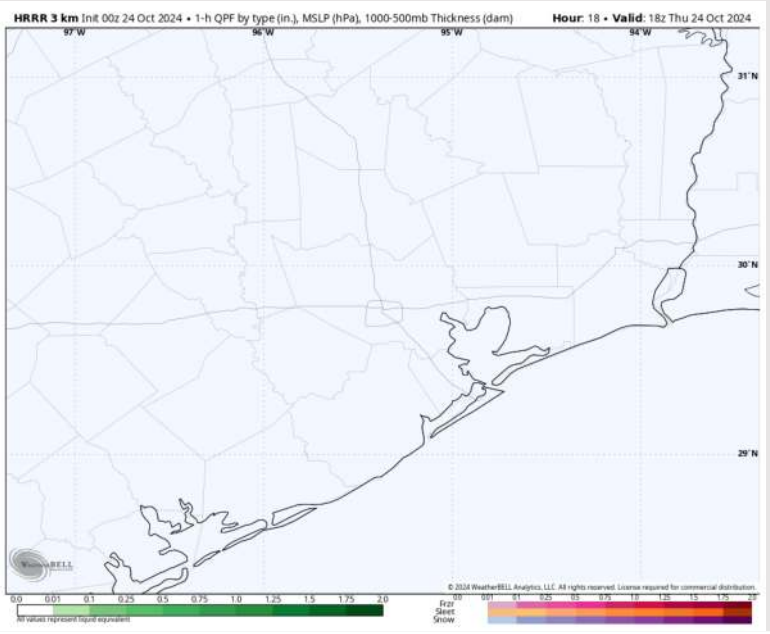 HRRR 3 km Init 00z 24 Oct 2024 • 1-h QPF by type (in.), MSLP (hPa), 1000-500mb Thickness (dam) Hour: 18 • Valid: 18z Thu 24 Oct 2024
97°W 96°W 95°W 94°W
31°N
30°N
29°N
WeatherBELL
© 2024 WeatherBELL Analytics, LLC. All rights reserved. License required for commercial distribution.
0.0 0.01 0.1 0.25 0.5 0.75 1.0 1.25 1.5 1.75 2.0
0.0 0.01 0.1 0.25 0.5 0.75 1.0 1.25 1.5 1.75 2.0
All values represent liquid equivalent
Frzr
Sleet
Snow